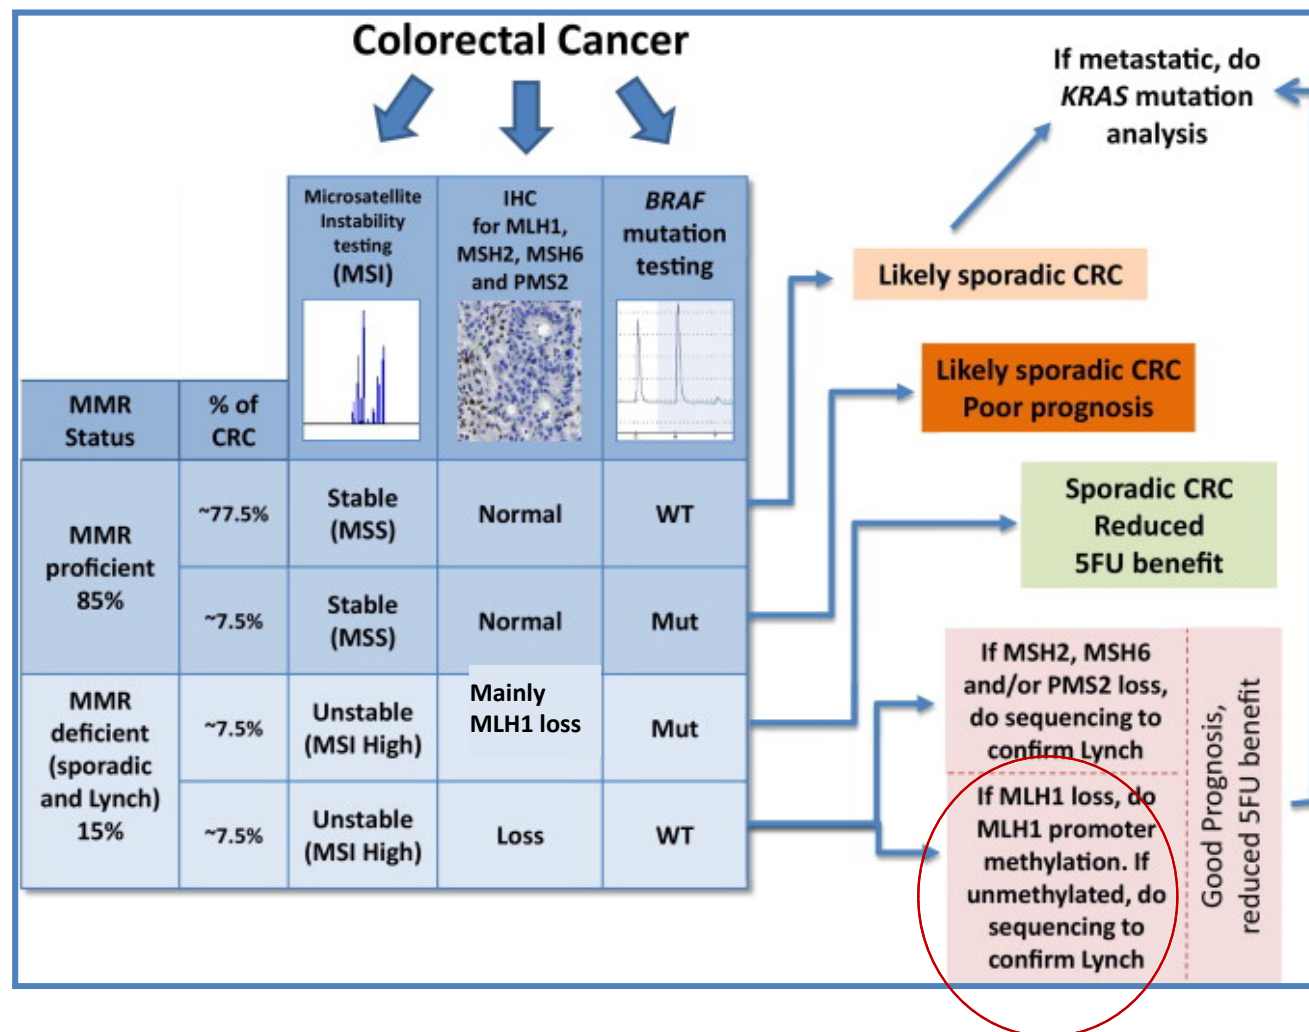 Colorectal Cancer
If metastatic, do
KRAS mutation
analysis
Microsatellite
Instability
testing
(MSI)
IHC
for MLH1,
MSH2, MSH6
and PMS2
BRAF
mutation
testing
Likely sporadic CRC
Likely sporadic CRC
Poor prognosis
MMR
Status
% of
CRC
MMR
proficient
85%
~77.5%
Stable
(MSS)
Normal
WT
Sporadic CRC
Reduced
5FU benefit
~7.5%
Stable
(MSS)
Normal
Mut
MMR
deficient
(sporadic
and Lynch)
15%
~7.5%
Unstable
(MSI High)
Mainly
MLH1 loss
Mut
If MSH2, MSH6
and/or PMS2 loss,
do sequencing to
confirm Lynch
~7.5%
Unstable
(MSI High)
Loss
WT
If MLH1 loss, do
MLH1 promoter
methylation. If
unmethylated, do
sequencing to
confirm Lynch
Good Prognosis,
reduced 5FU benefit